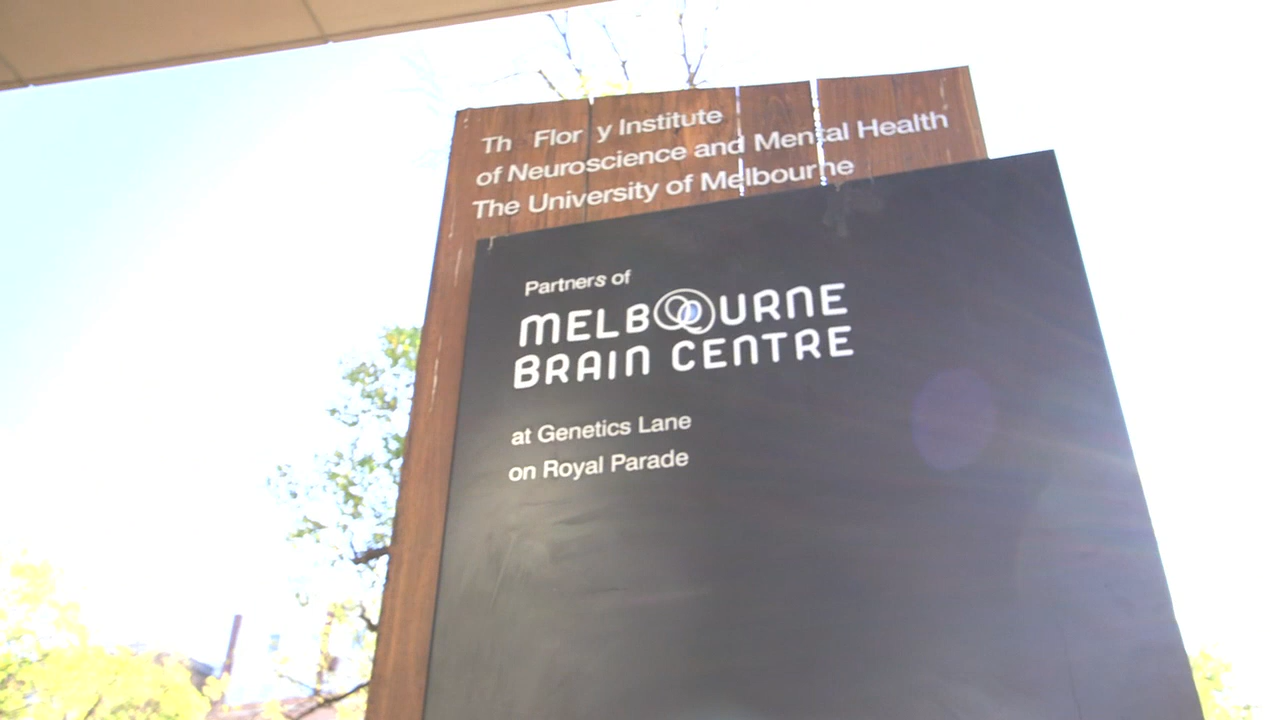 Th Flor y Institute
of Neuroscience and Mental Health
The University of Melbourne
Partners of
MELBOURNE
BRAIN CENTRE
at Genetics Lane
on Royal Parade